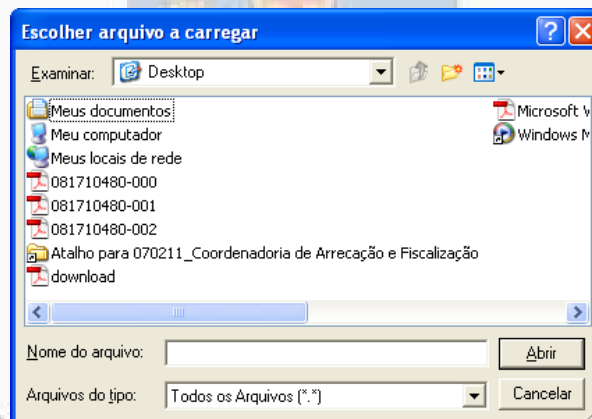 Escolher arquivo a carregar
Examinar: Desktop
Meus documentos
Meu computador
Meus locais de rede
081710480-000
081710480-001
081710480-002
Atalho para 070211_Coordenadoria de Arrecação e Fiscalização
download
Microsoft
Windows
Nome do arquivo: Abrir
Arquivos do tipo: Todos os Arquivos (*.*) Cancelar